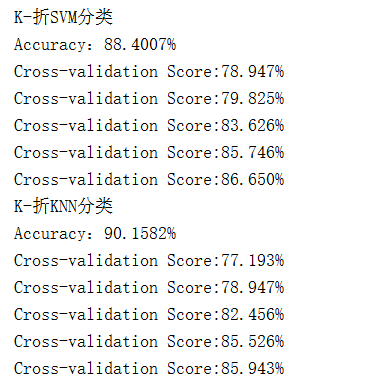 K-折SVM分类
Accuracy: 88.4007%
Cross-validation Score:78.947%
Cross-validation Score:79.825%
Cross-validation Score:83.626%
Cross-validation Score:85.746%
Cross-validation Score:86.650%
K-折KNN分类
Accuracy: 90.1582%
Cross-validation Score:77.193%
Cross-validation Score:78.947%
Cross-validation Score:82.456%
Cross-validation Score:85.526%
Cross-validation Score:85.943%